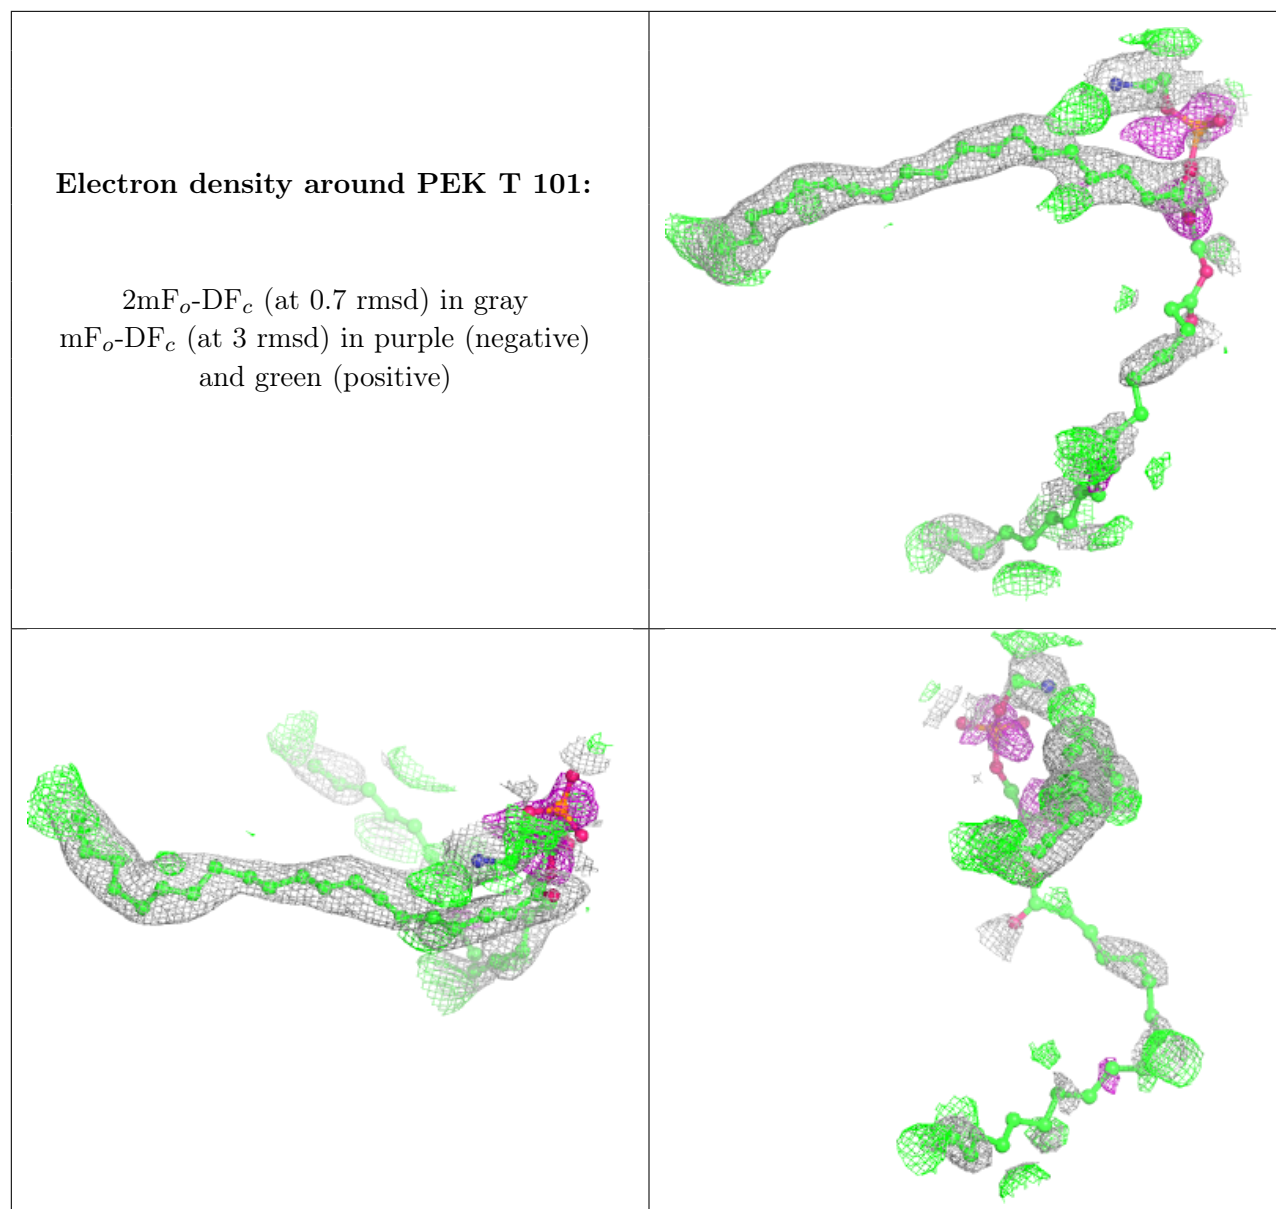 Electron density around PEK T 101:
2mFo-DFc (at 0.7 rmsd) in gray
mFo-DFc (at 3 rmsd) in purple (negative)
and green (positive)